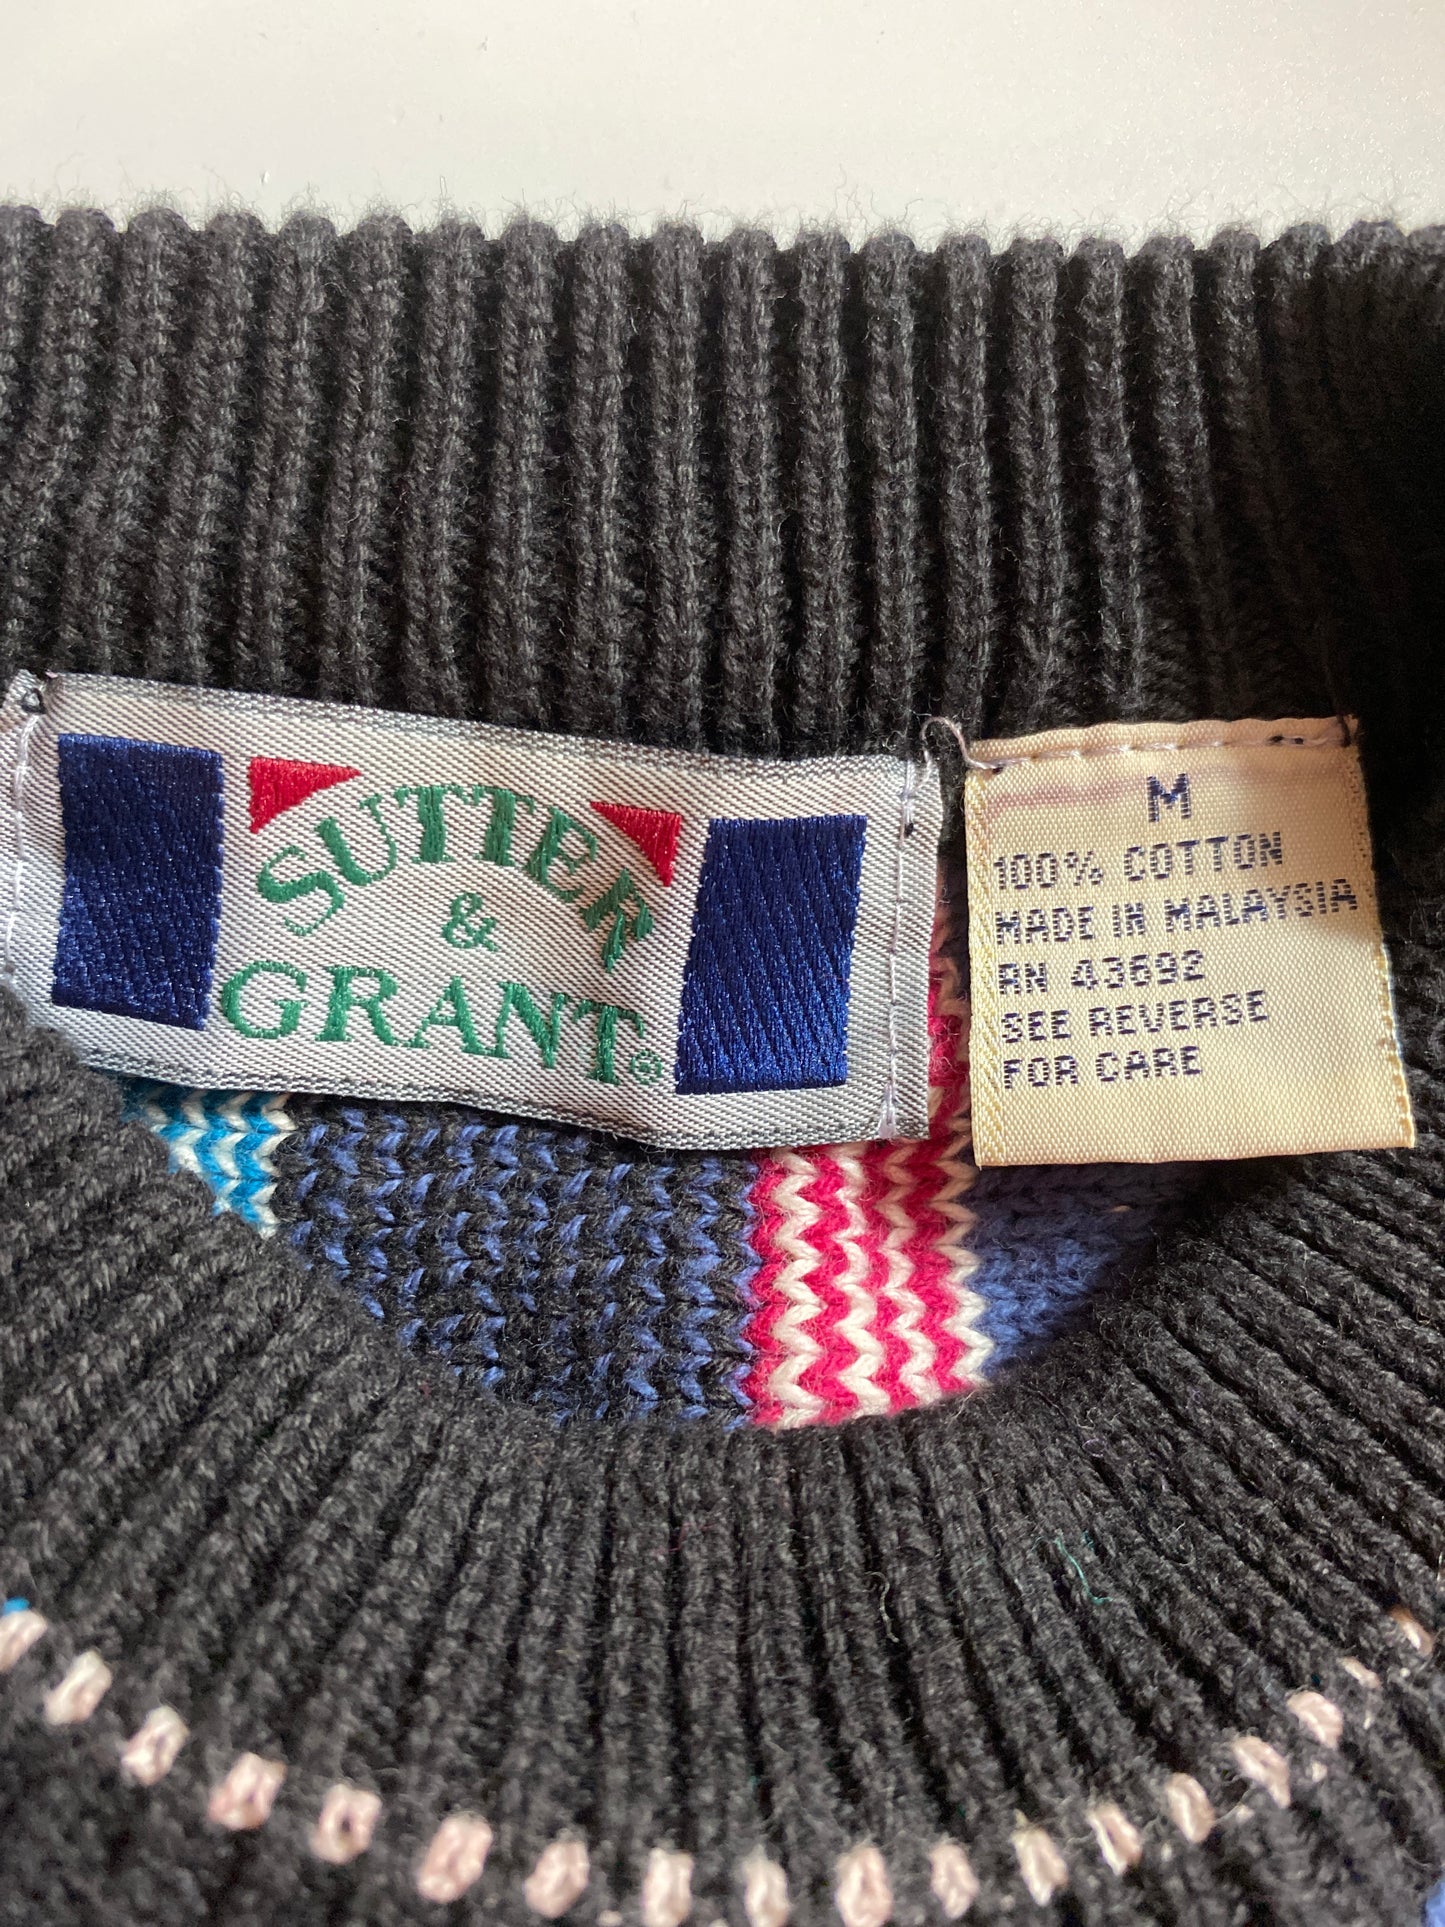 SUTTER
&
GRANT®
M
100% COTTON
MADE IN MALAYSIA
RN 43692
SEE REVERSE
FOR CARE